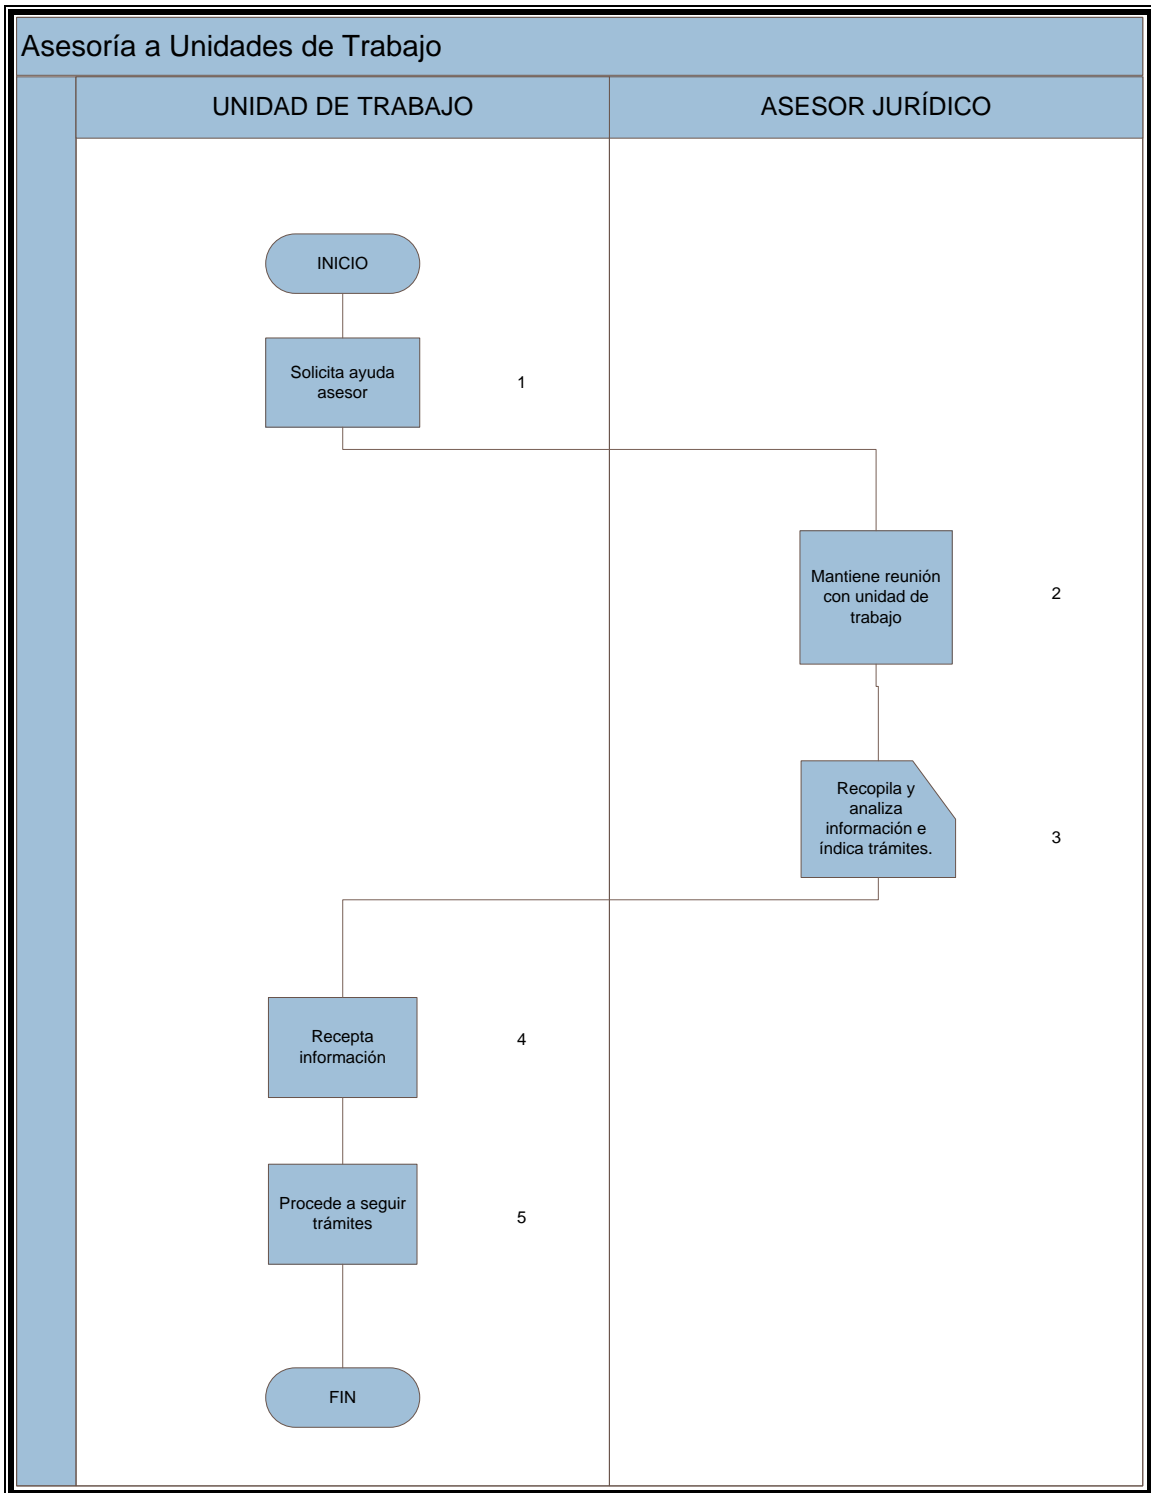 Asesoría a Unidades de Trabajo
UNIDAD DE TRABAJO
ASESOR JURÍDICO
INICIO
Solicita ayuda
asesor
1
Mantiene reunión
con unidad de
trabajo
2
Recopila y
analiza
información e
índica trámites.
3
Recepta
información
4
Procede a seguir
trámites
5
FIN